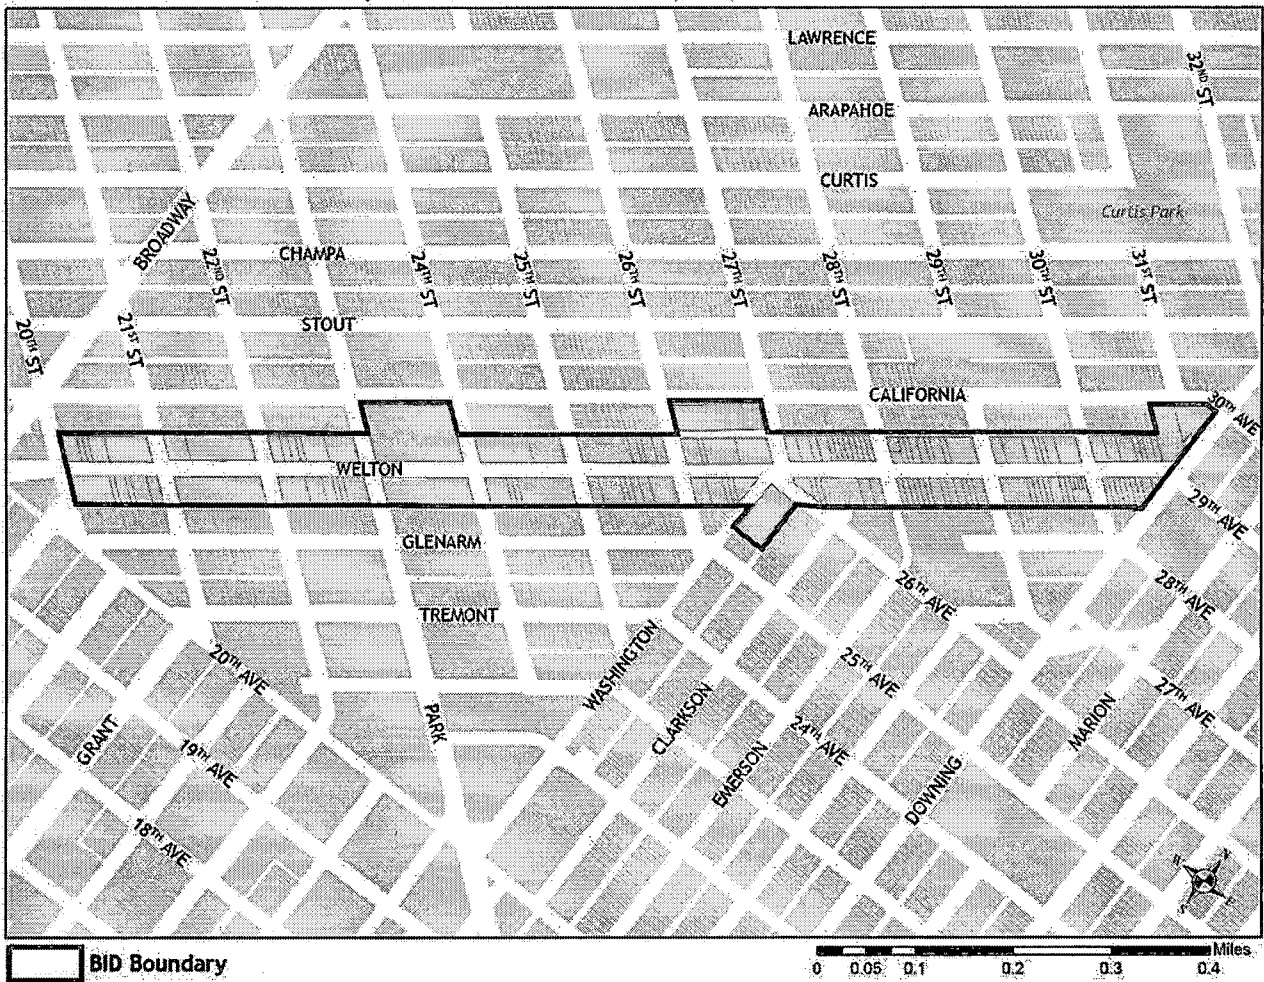 LAWRENCE
32ND ST
ARAPAHOE
CURTIS
Curtis Park
BROADWAY
22ND ST
CHAMPA
24TH ST
25TH ST
26TH ST
27TH ST
28TH ST
29TH ST
30TH ST
31ST ST
20TH ST
21ST ST
STOUT
CALIFORNIA
30TH AVE
WELTON
29TH AVE
GLENARM
26TH AVE
28TH AVE
TREMONT
WASHINGTON
20TH AVE
25TH AVE
27TH AVE
GRANT
PARK
CLARKSON
MARION
19TH AVE
24TH AVE
EMERSON
DOWNING
18TH AVE
N
W
E
S
BID Boundary
Miles
0 0.05 0.1 0.2 0.3 0.4